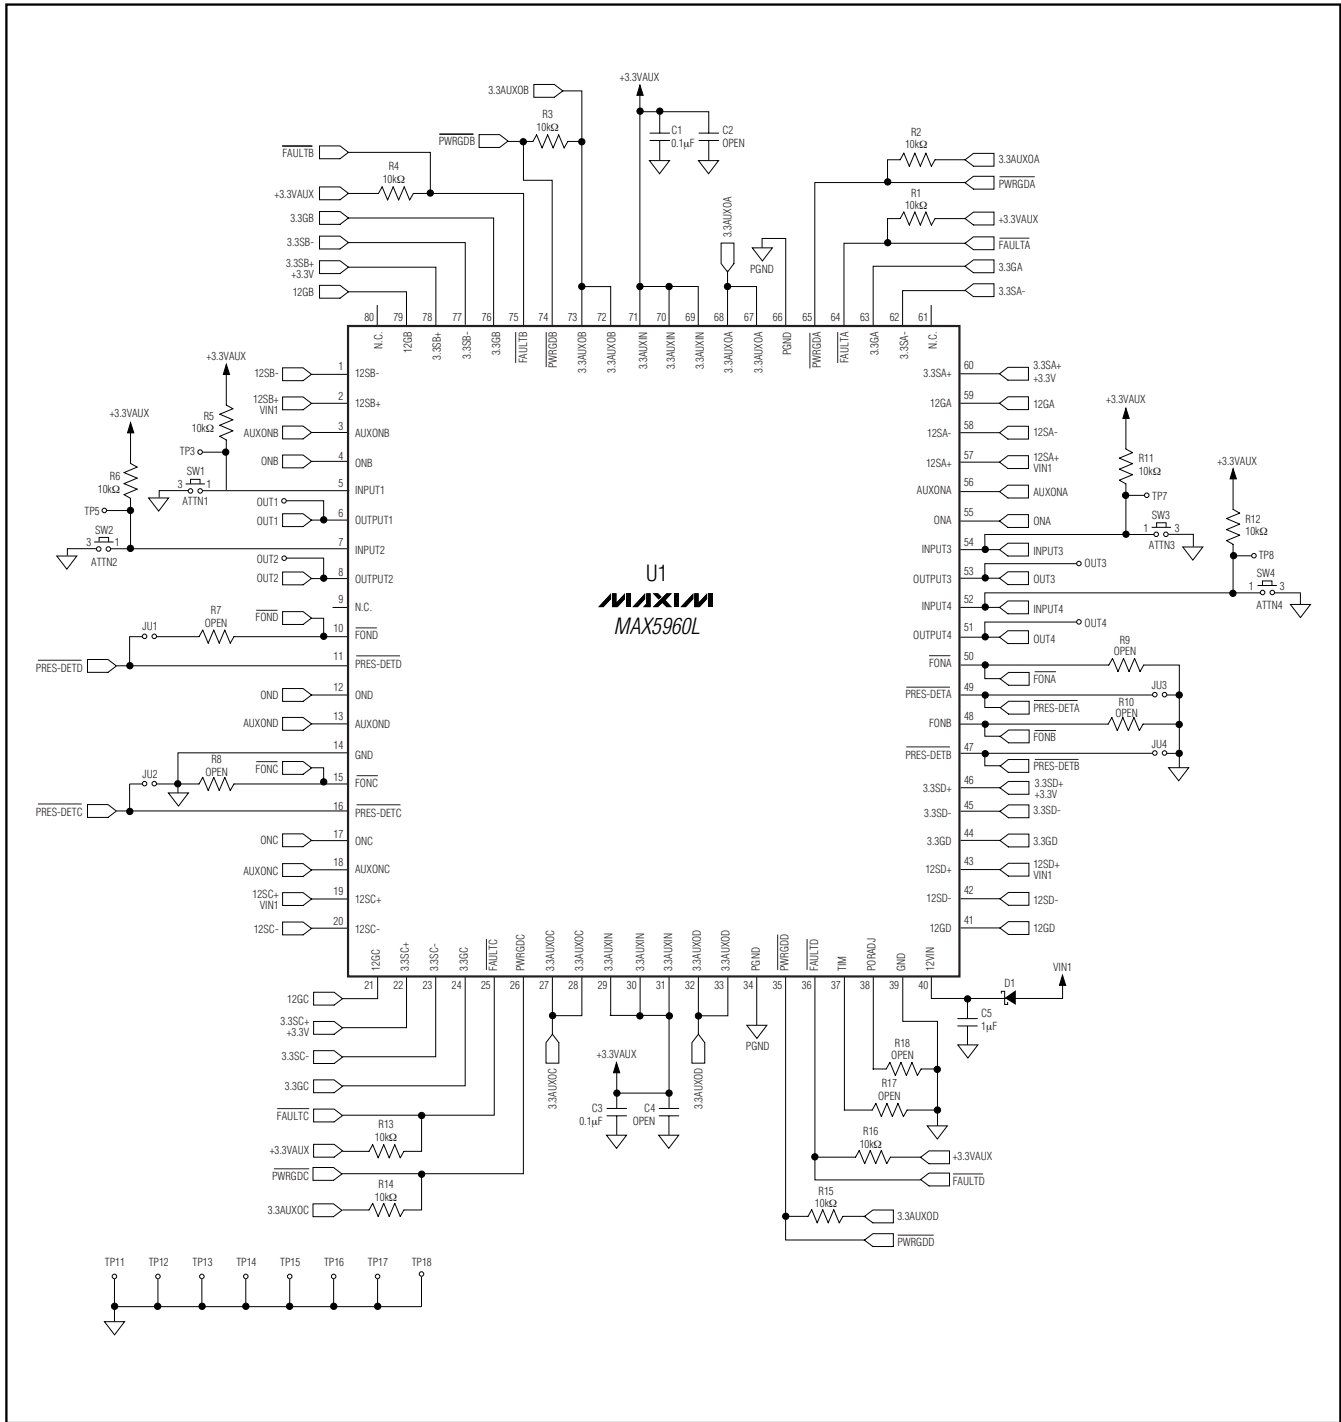 +3.3VAUX
3.3AUXOB
R3
10kΩ
PWRGDB
C1
0.1µF
C2
OPEN
R2
10kΩ
3.3AUXOA
PWRGDA
FAULTB
R4
10kΩ
+3.3VAUX
R1
10kΩ
+3.3VAUX
FAULTA
3.3GB
3.3SB-
3.3SB+
+3.3V
12GB
3.3AUXOA
PGND
3.3GA
3.3SA-
80 79 78 77 76 75 74 73 72 71 70 69 68 67 66 65 64 63 62 61
N.C. 12GB 3.3SB+ 3.3SB- 3.3GB FAULTB PWRGDB 3.3AUXOB 3.3AUXOB 3.3AUXIN 3.3AUXIN 3.3AUXIN 3.3AUXOA 3.3AUXOA PGND PWRGDA FAULTA 3.3GA 3.3SA- N.C.
+3.3VAUX
12SB- 1 12SB-
12SB+
VIN1
2 12SB+
AUXONB 3 AUXONB
ONB 4 ONB
R5
10kΩ
TP3
SW1
3 1
ATTN1
5 INPUT1
+3.3VAUX
R6
10kΩ
TP5
OUT1
OUT1 6 OUTPUT1
SW2
3 1
ATTN2
7 INPUT2
OUT2
OUT2 8 OUTPUT2
9 N.C.
R7
OPEN
FOND
JU1
10 FOND
PRES-DETD 11 PRES-DETD
OND 12 OND
AUXOND 13 AUXOND
14 GND
R8
OPEN
FONC
JU2
15 FONC
PRES-DETC 16 PRES-DETC
ONC 17 ONC
AUXONC 18 AUXONC
12SC+
VIN1
19 12SC+
12SC- 20 12SC-
U1
MAXIM
MAX5960L
3.3SA+ 60 3.3SA+
+3.3V
12GA 59 12GA
12SA- 58 12SA-
12SA+ 57 12SA+
VIN1
AUXONA 56 AUXONA
ONA 55 ONA
+3.3VAUX
R11
10kΩ
TP7
SW3
1 3
ATTN3
INPUT3 54 INPUT3
+3.3VAUX
R12
10kΩ
TP8
SW4
1 3
ATTN4
OUT3
OUTPUT3 53 OUT3
INPUT4 52 INPUT4
OUT4
OUTPUT4 51 OUT4
R9
OPEN
FONA 50
FONA
PRES-DETA 49
JU3
PRES-DETA
R10
OPEN
FONB 48
FONB
PRES-DETB 47
JU4
PRES-DETB
3.3SD+ 46 3.3SD+
+3.3V
3.3SD- 45 3.3SD-
3.3GD 44 3.3GD
12SD+ 43 12SD+
VIN1
12SD- 42 12SD-
12GD 41 12GD
12GC 3.3SC+ 3.3SC- 3.3GC FAULTC PWRGDC 3.3AUXOC 3.3AUXOC 3.3AUXIN 3.3AUXIN 3.3AUXIN 3.3AUXOD 3.3AUXOD PGND PWRGDD FAULTD TIM PORADJ GND 12VIN
21 22 23 24 25 26 27 28 29 30 31 32 33 34 35 36 37 38 39 40
VIN1
D1
C5
1µF
12GC
3.3SC+
+3.3V
3.3SC-
3.3GC
FAULTC
R13
10kΩ
+3.3VAUX
PWRGDC
R14
10kΩ
3.3AUXOC
3.3AUXOC
+3.3VAUX
C3
0.1µF
C4
OPEN
3.3AUXOD
PGND
R18
OPEN
R17
OPEN
R16
10kΩ
+3.3VAUX
FAULTD
R15
10kΩ
3.3AUXOD
PWRGDD
TP11 TP12 TP13 TP14 TP15 TP16 TP17 TP18